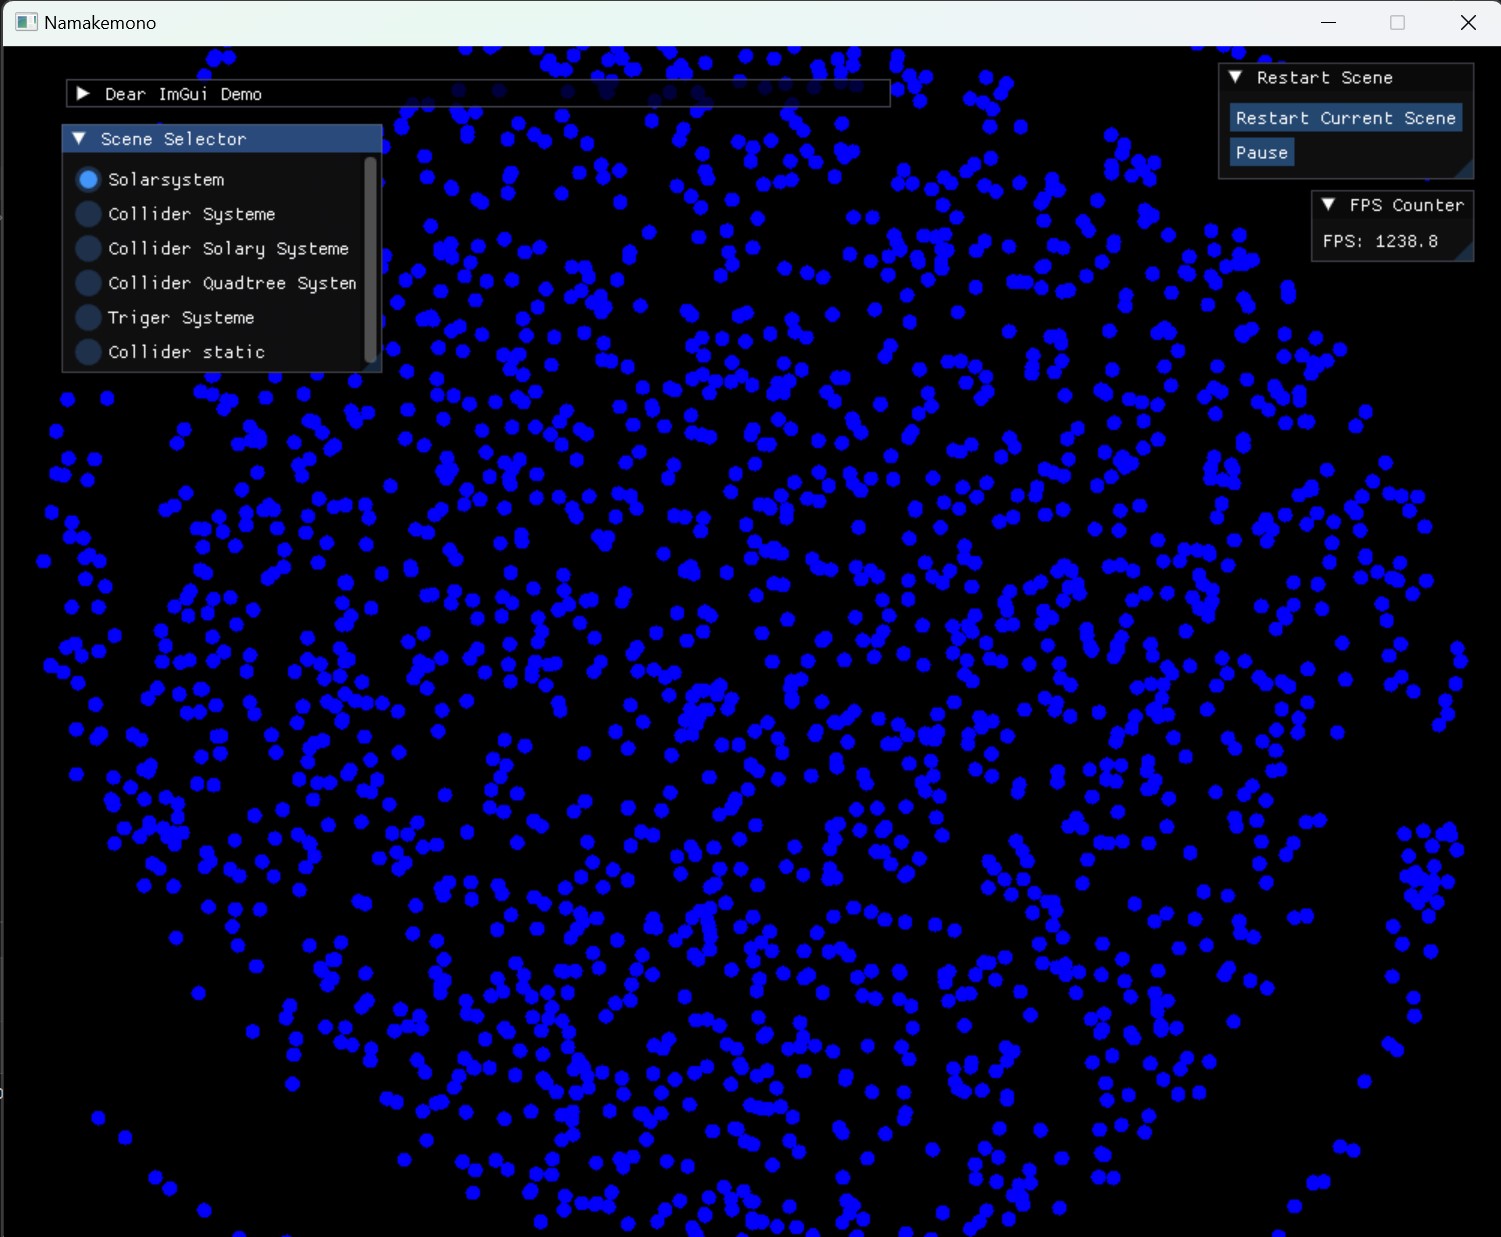 Namakemono
Dear ImGui Demo
Scene Selector
Solarsystem
Collider Systeme
Collider Solary Systeme
Collider Quadtree System
Triger Systeme
Collider static
Restart Scene
Restart Current Scene
Pause
FPS Counter
FPS: 1238.8